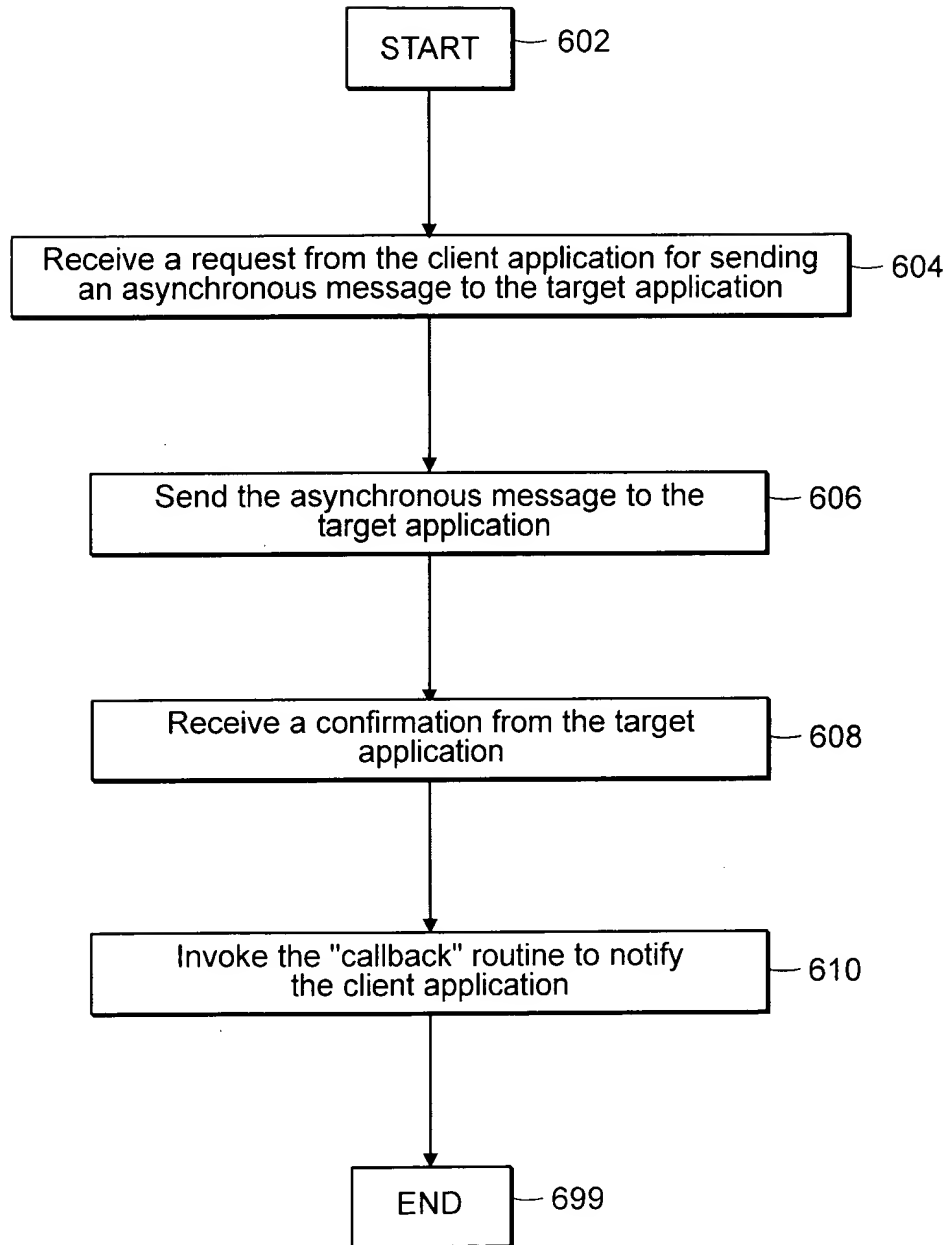 START
602
Receive a request from the client application for sending
an asynchronous message to the target application
604
Send the asynchronous message to the
target application
606
Receive a confirmation from the target
application
608
Invoke the "callback" routine to notify
the client application
610
END
699